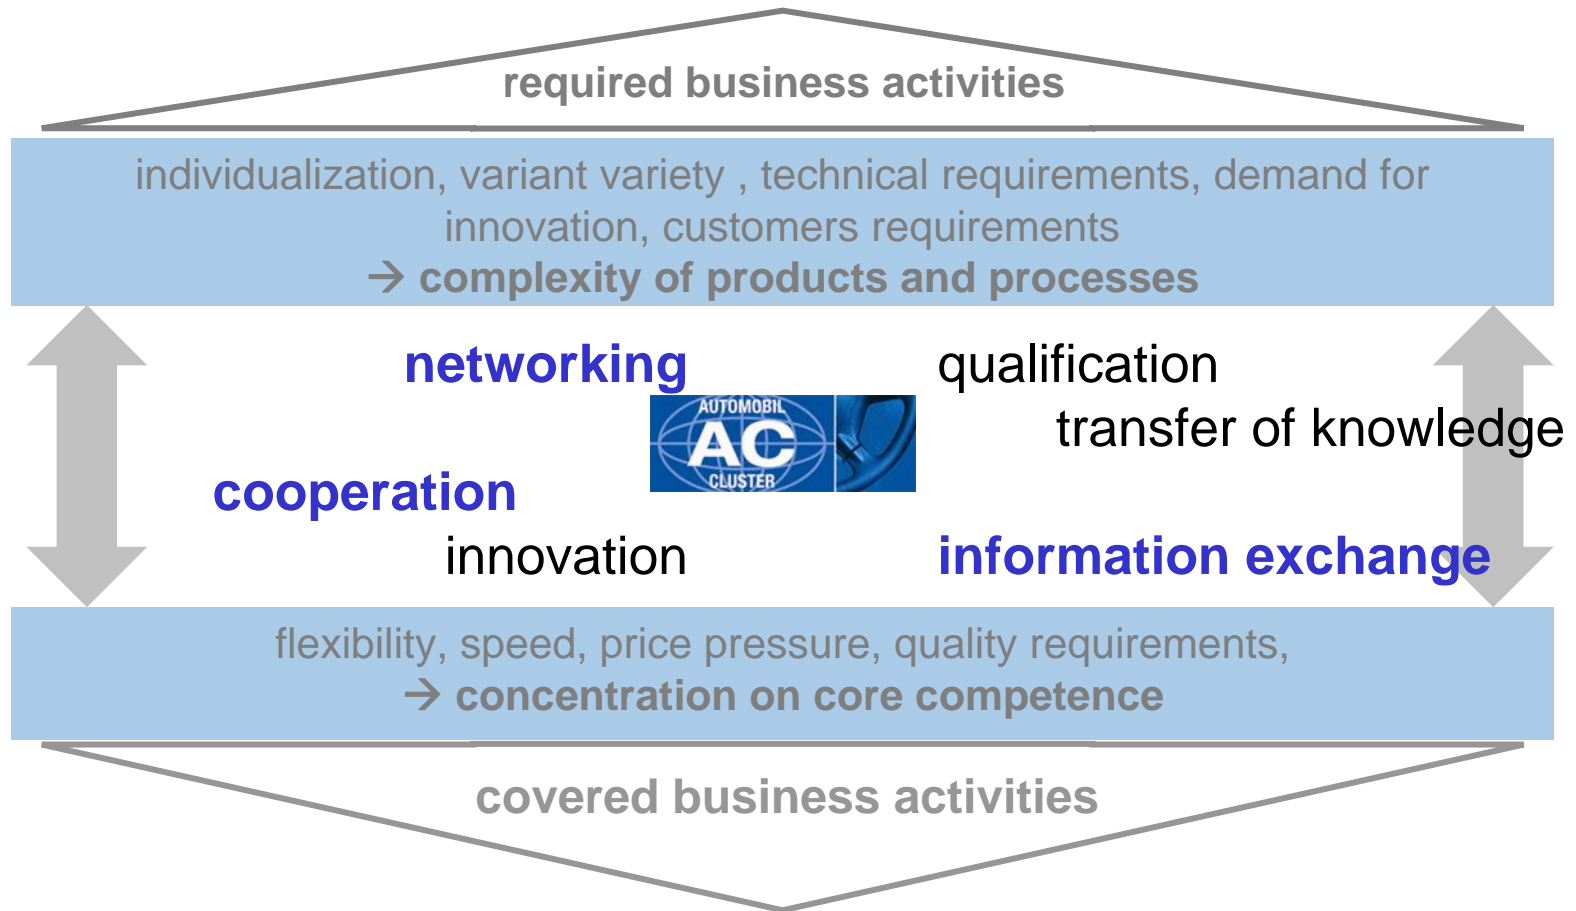 required business activities
individualization, variant variety , technical requirements, demand for
innovation, customers requirements
→ complexity of products and processes
networking
qualification
AUTOMOBIL
AC
CLUSTER
transfer of knowledge
cooperation
innovation
information exchange
flexibility, speed, price pressure, quality requirements,
→ concentration on core competence
covered business activities